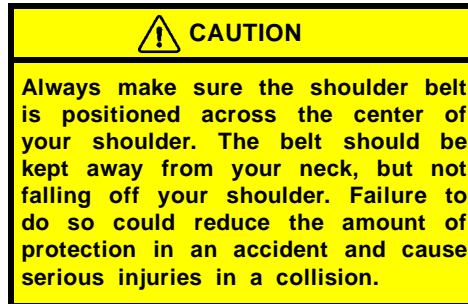 CAUTION
Always make sure the shoulder belt
is positioned across the center of
your shoulder. The belt should be
kept away from your neck, but not
falling off your shoulder. Failure to
do so could reduce the amount of
protection in an accident and cause
serious injuries in a collision.